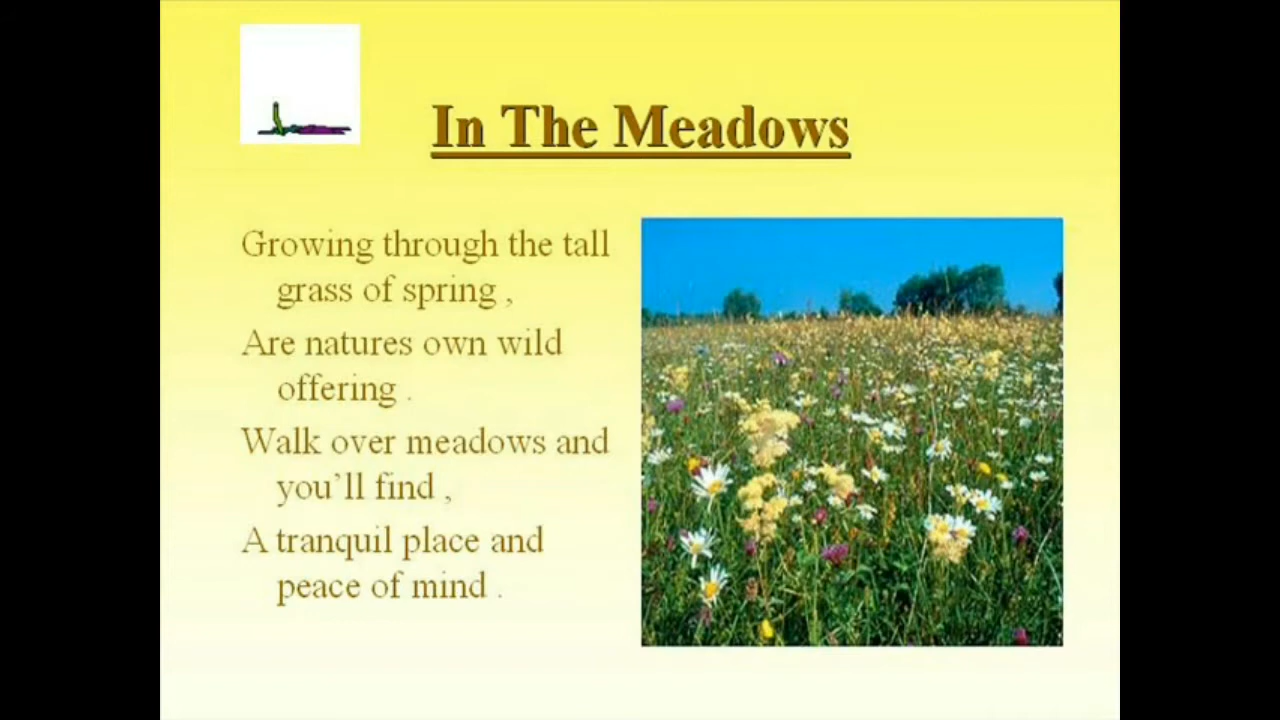 In The Meadows
Growing through the tall
grass of spring ,
Are natures own wild
offering .
Walk over meadows and
you’ll find ,
A tranquil place and
peace of mind .